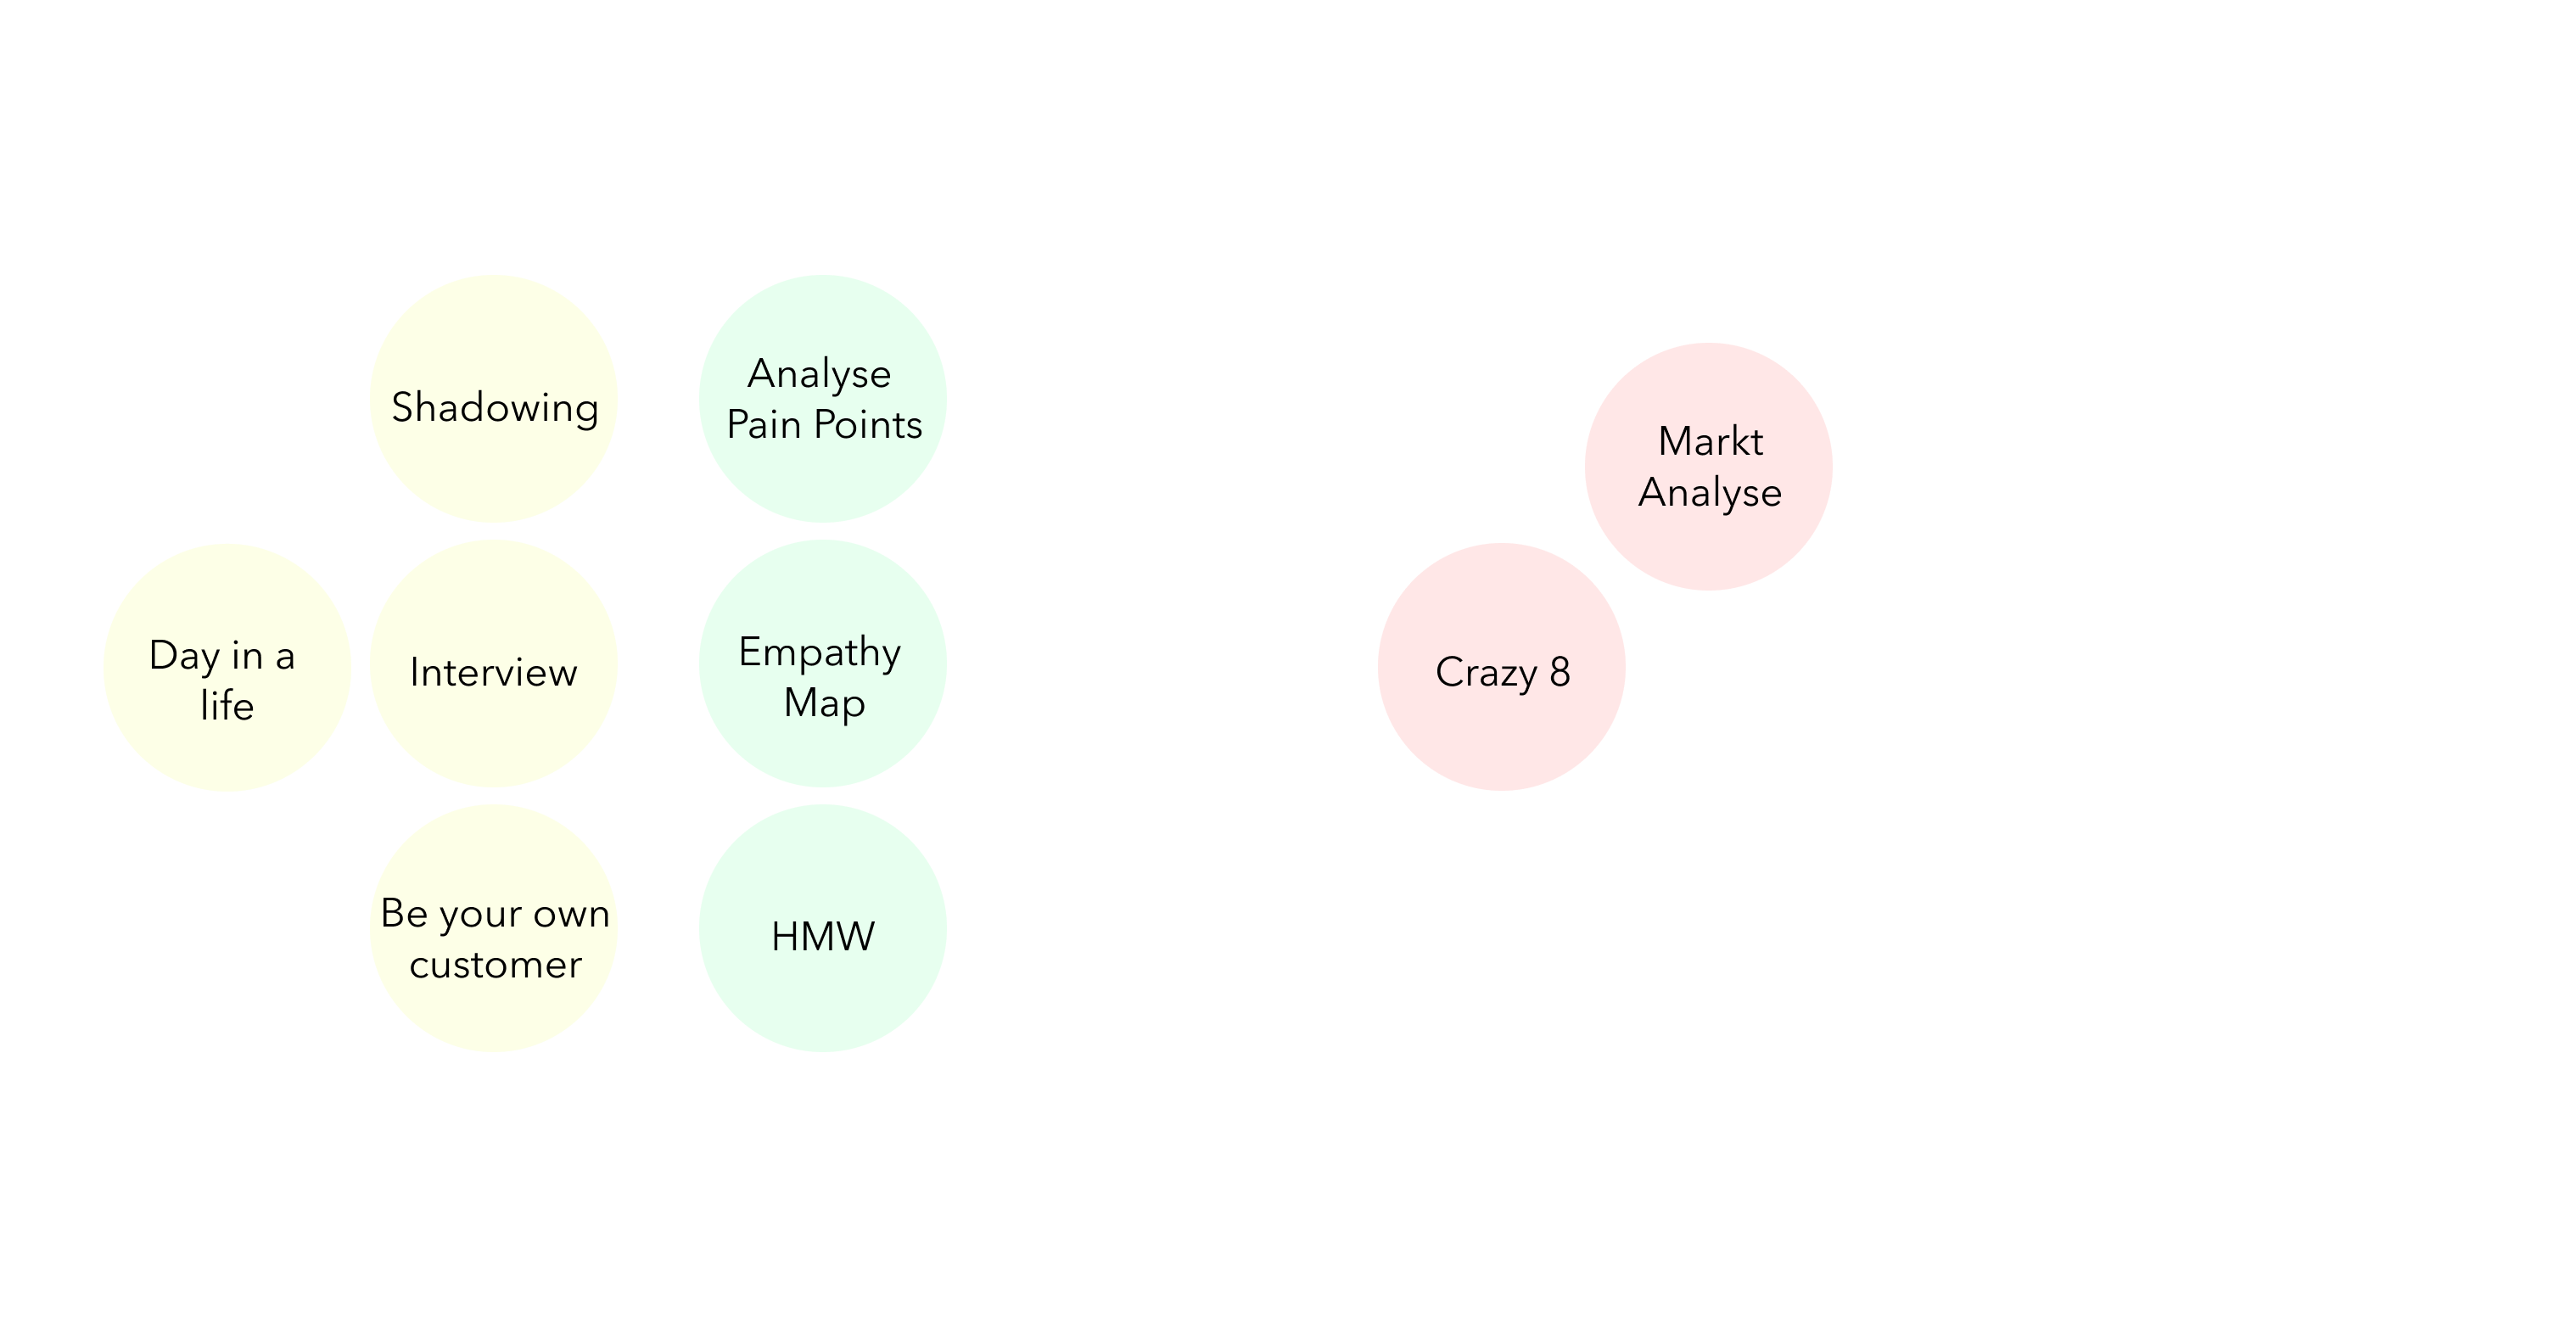 Shadowing
Analyse
Pain Points
Markt
Analyse
Day in a
life
Interview
Empathy
Map
Crazy 8
Be your own
customer
HMW